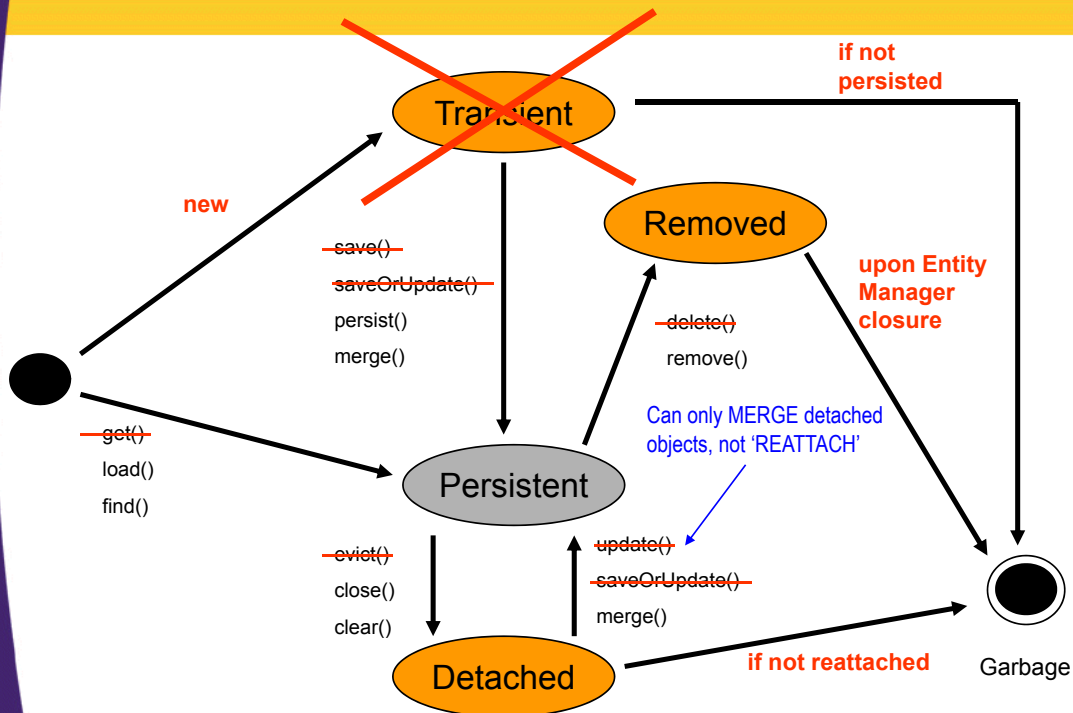 if not
persisted
Transient
new
Removed
save()
saveOrUpdate()
persist()
merge()
upon Entity
Manager
closure
delete()
remove()
Can only MERGE detached
objects, not ‘REATTACH’
get()
load()
find()
Persistent
evict()
close()
clear()
update()
saveOrUpdate()
merge()
if not reattached
Garbage
Detached